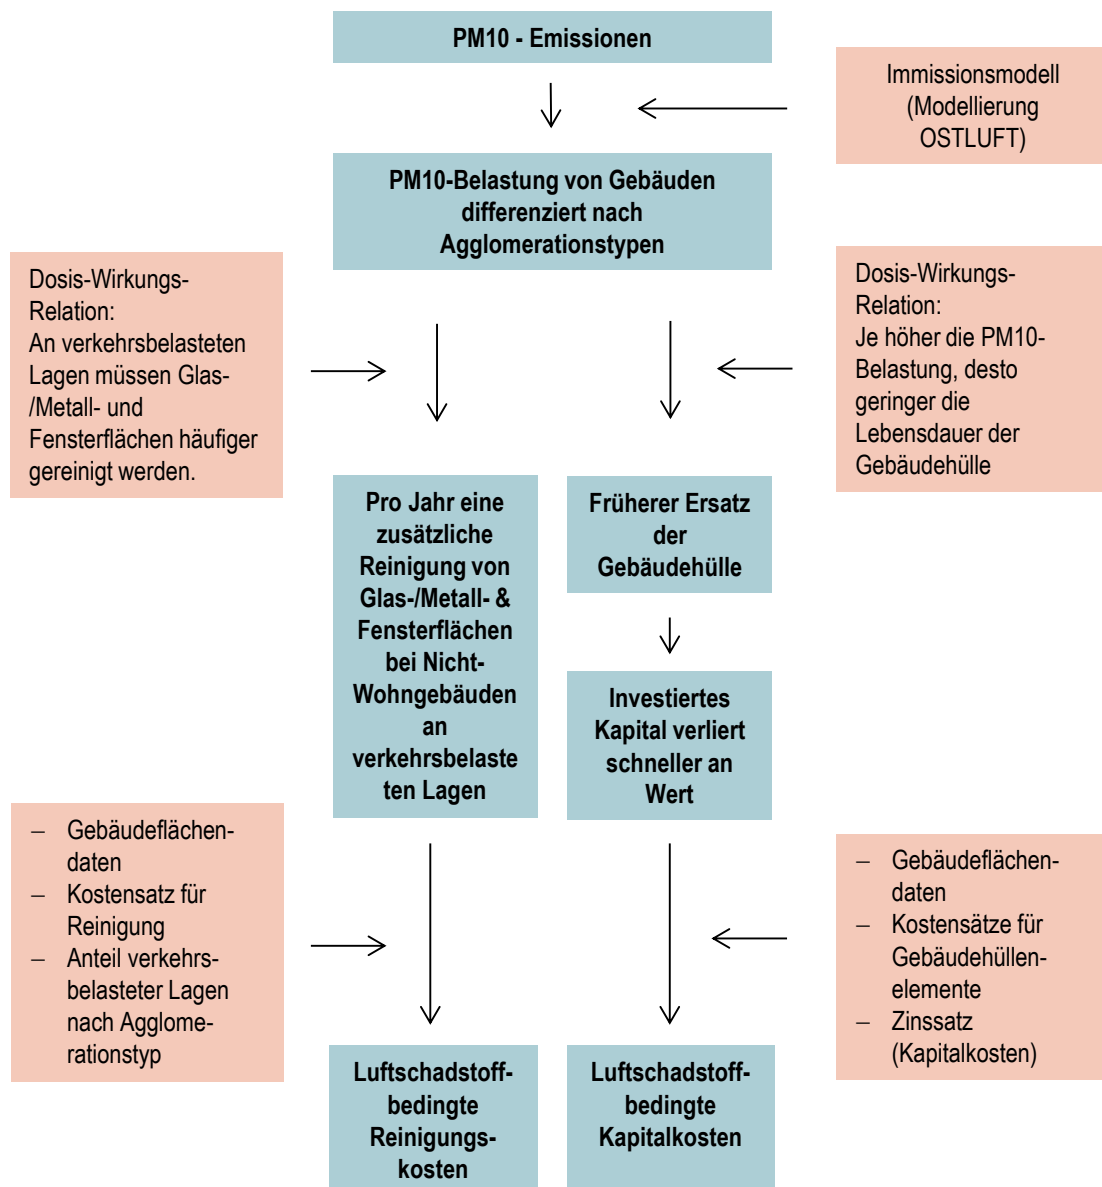 PM10 - Emissionen
Immissionsmodell
(Modellierung
OSTLUFT)
PM10-Belastung von Gebäuden
differenziert nach
Agglomerationstypen
Dosis-Wirkungs-
Relation:
An verkehrsbelasteten
Lagen müssen Glas-
/Metall- und
Fensterflächen häufiger
gereinigt werden.
Dosis-Wirkungs-
Relation:
Je höher die PM10-
Belastung, desto
geringer die
Lebensdauer der
Gebäudehülle
Pro Jahr eine
zusätzliche
Reinigung von
Glas-/Metall- &
Fensterflächen
bei Nicht-
Wohngebäuden
an
verkehrsbelaste
ten Lagen
Früherer Ersatz
der
Gebäudehülle
Investiertes
Kapital verliert
schneller an
Wert
– Gebäudeflächen-
daten
– Kostensatz für
Reinigung
– Anteil verkehrs-
belasteter Lagen
nach Agglome-
rationstyp
– Gebäudeflächen-
daten
– Kostensätze für
Gebäudehüllen-
elemente
– Zinssatz
(Kapitalkosten)
Luftschadstoff-
bedingte
Reinigungs-
kosten
Luftschadstoff-
bedingte
Kapitalkosten